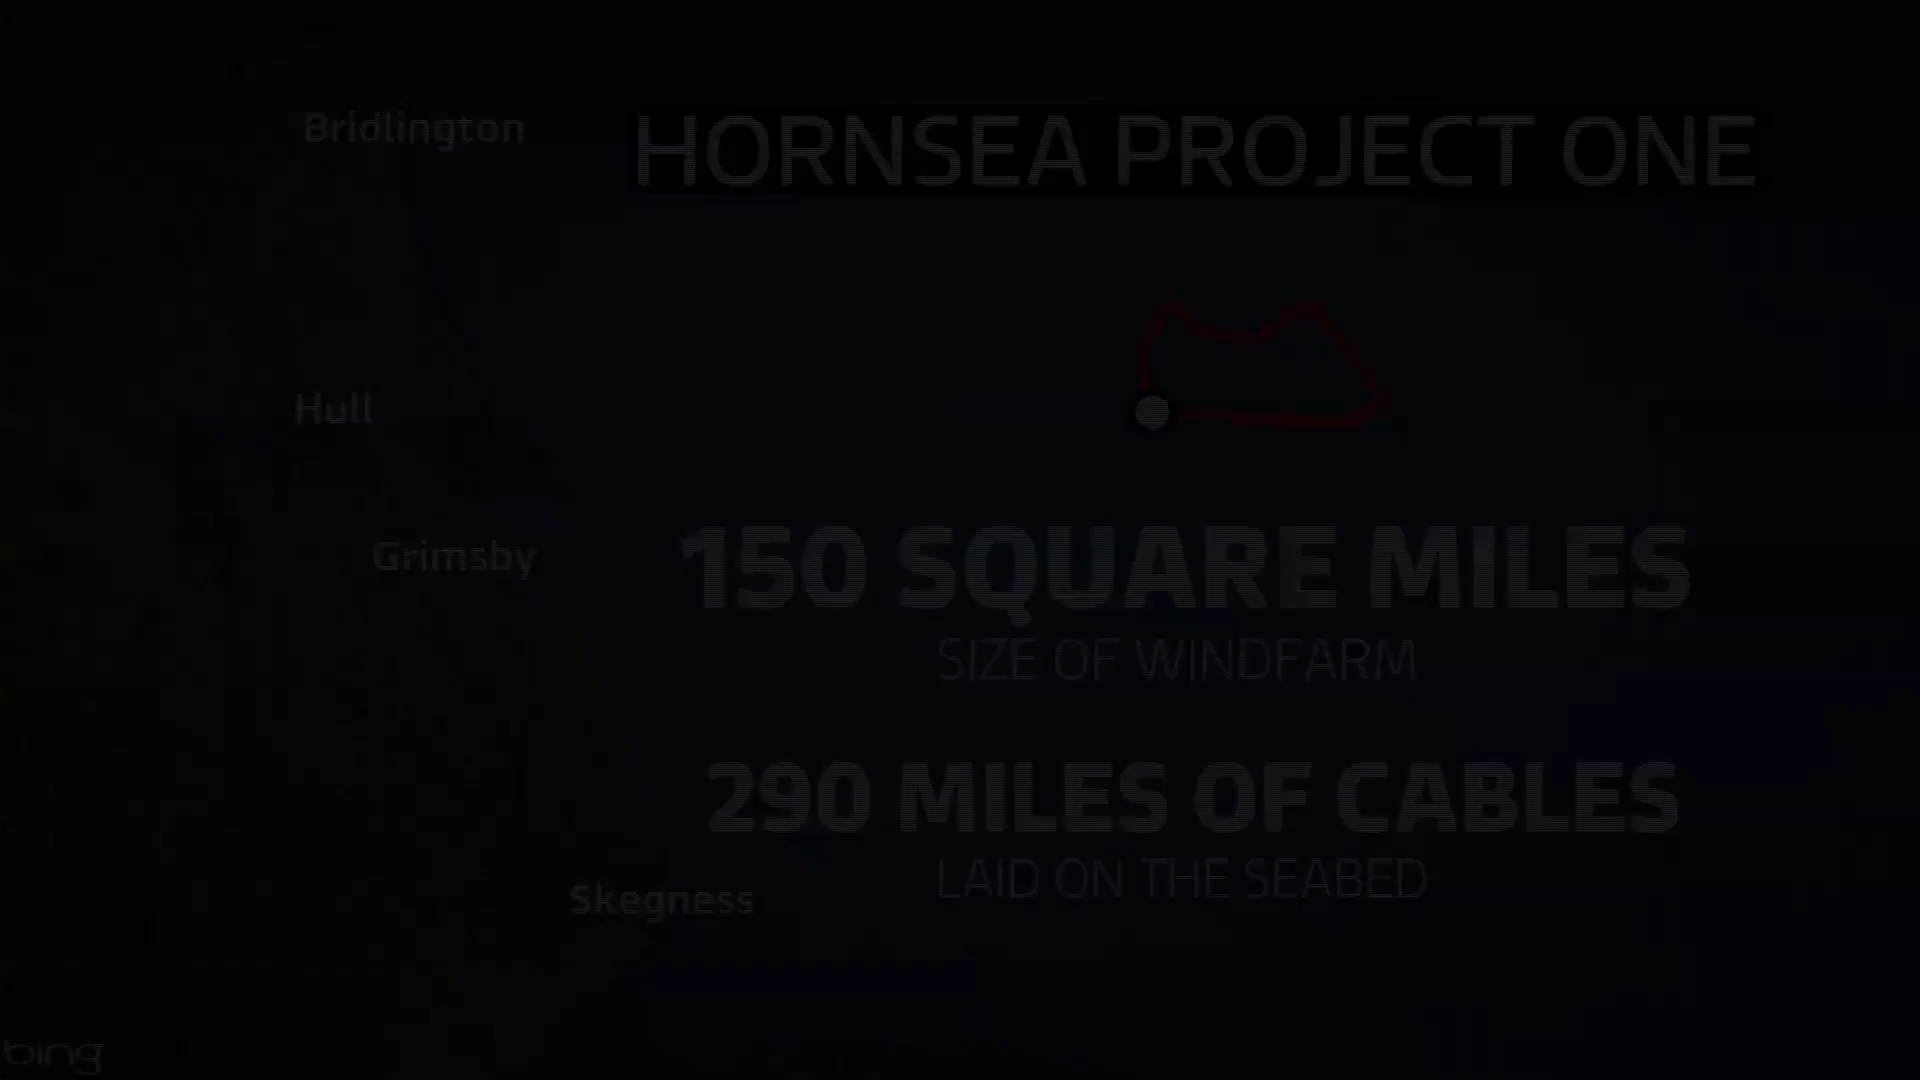 HORNSEA PROJECT ONE
Bridlington
Hull
Grimsby
150 SQUARE MILES
SIZE OF WINDFARM
290 MILES OF CABLES
LAID ON THE SEABED
Skegness
bing